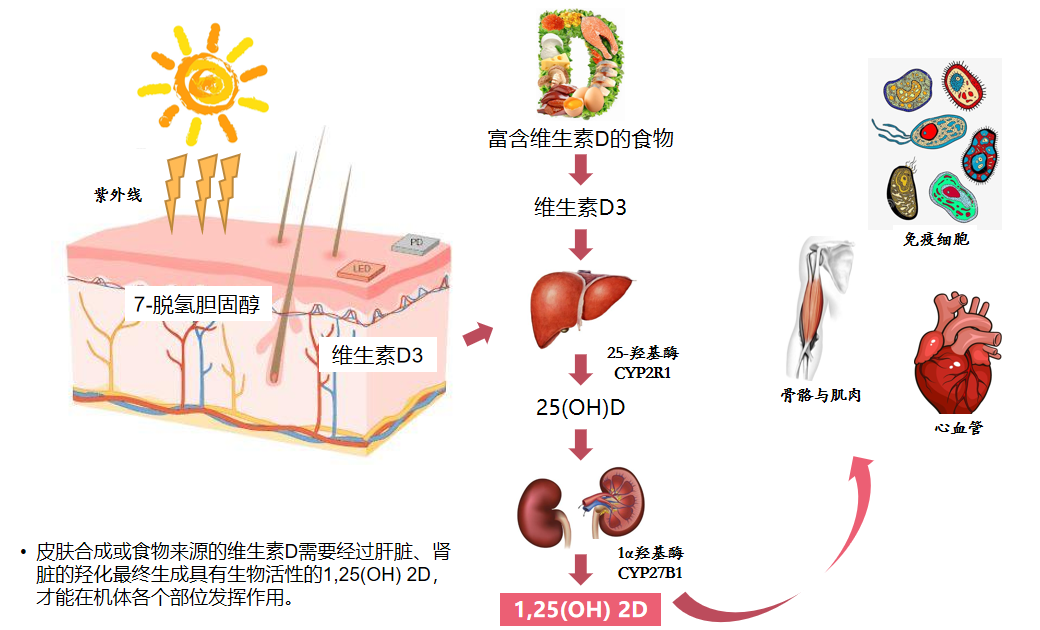 紫外线
PD
LED
7-脱氢胆固醇
维生素D3
富含维生素D的食物
维生素D3
25-羟基酶
CYP2R1
25(OH)D
1α羟基酶
CYP27B1
1,25(OH) 2D
免疫细胞
骨骼与肌肉
心血管
• 皮肤合成或食物来源的维生素D需要经过肝脏、肾
脏的羟化最终生成具有生物活性的1,25(OH) 2D，
才能在机体各个部位发挥作用。